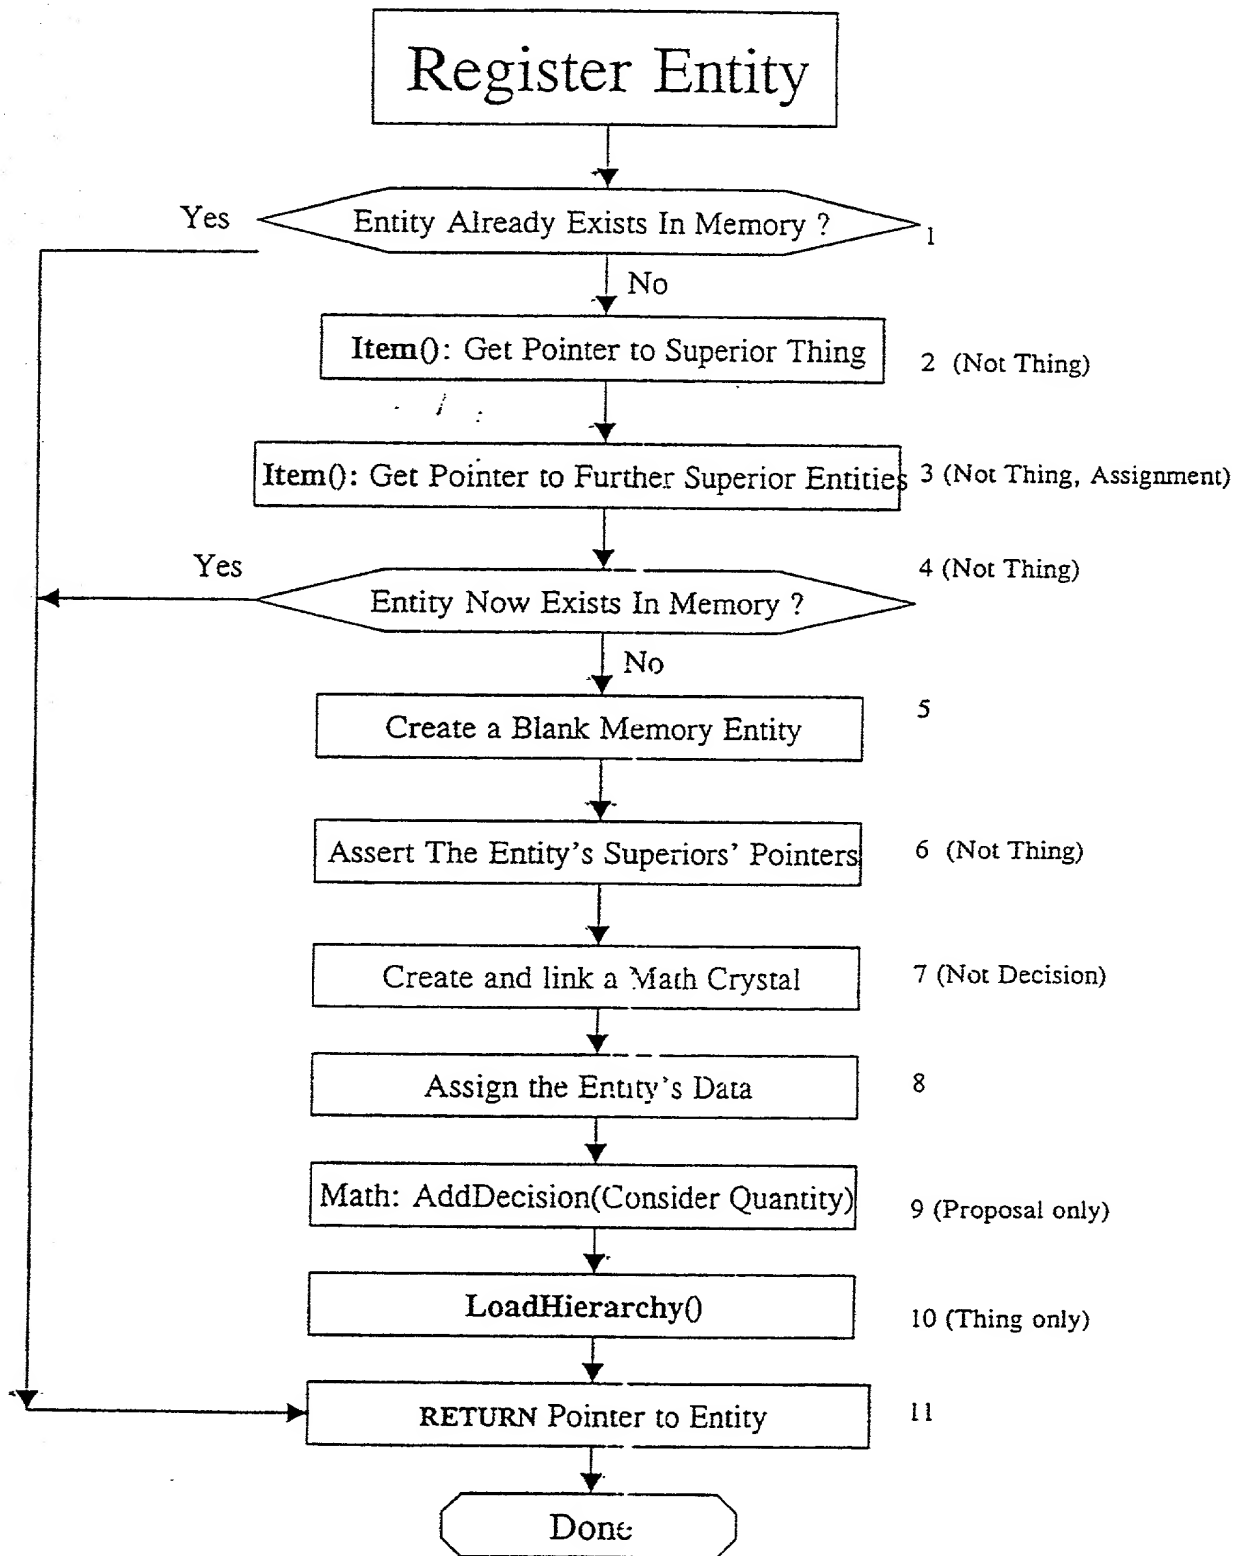 Register Entity
Yes
Entity Already Exists In Memory ?
1
No
Item(): Get Pointer to Superior Thing
2 (Not Thing)
Item(): Get Pointer to Further Superior Entities
3 (Not Thing, Assignment)
Yes
4 (Not Thing)
Entity Now Exists In Memory ?
No
Create a Blank Memory Entity
5
Assert The Entity's Superiors' Pointers
6 (Not Thing)
Create and link a Math Crystal
7 (Not Decision)
Assign the Entity's Data
8
Math: AddDecision(Consider Quantity)
9 (Proposal only)
LoadHierarchy()
10 (Thing only)
RETURN Pointer to Entity
11
Done